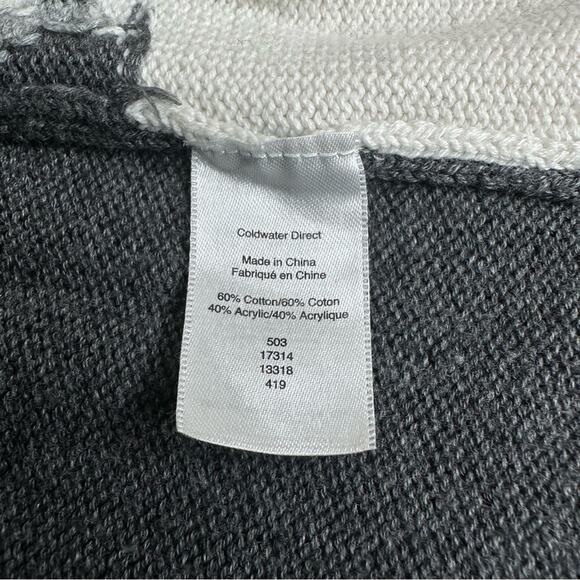 Coldwater Direct
Made in China
Fabriqué en Chine
60% Cotton/60% Coton
40% Acrylic/40% Acrylique
503
17314
13318
419